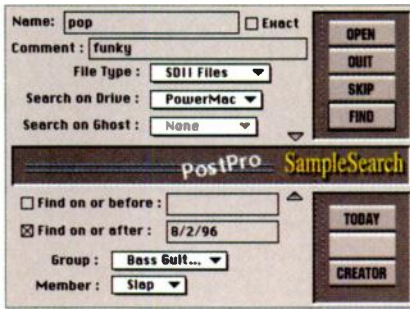 Name: pop Exact
Comment : funky
File Type : SDII Files
Search on Drive : PowerMac
Search on Ghost : None
OPEN
QUIT
SKIP
FIND
PostPro SampleSearch
Find on or before :
Find on or after : 8/2/96
Group : Bass Guit...
Member : Slap
TODAY
CREATOR